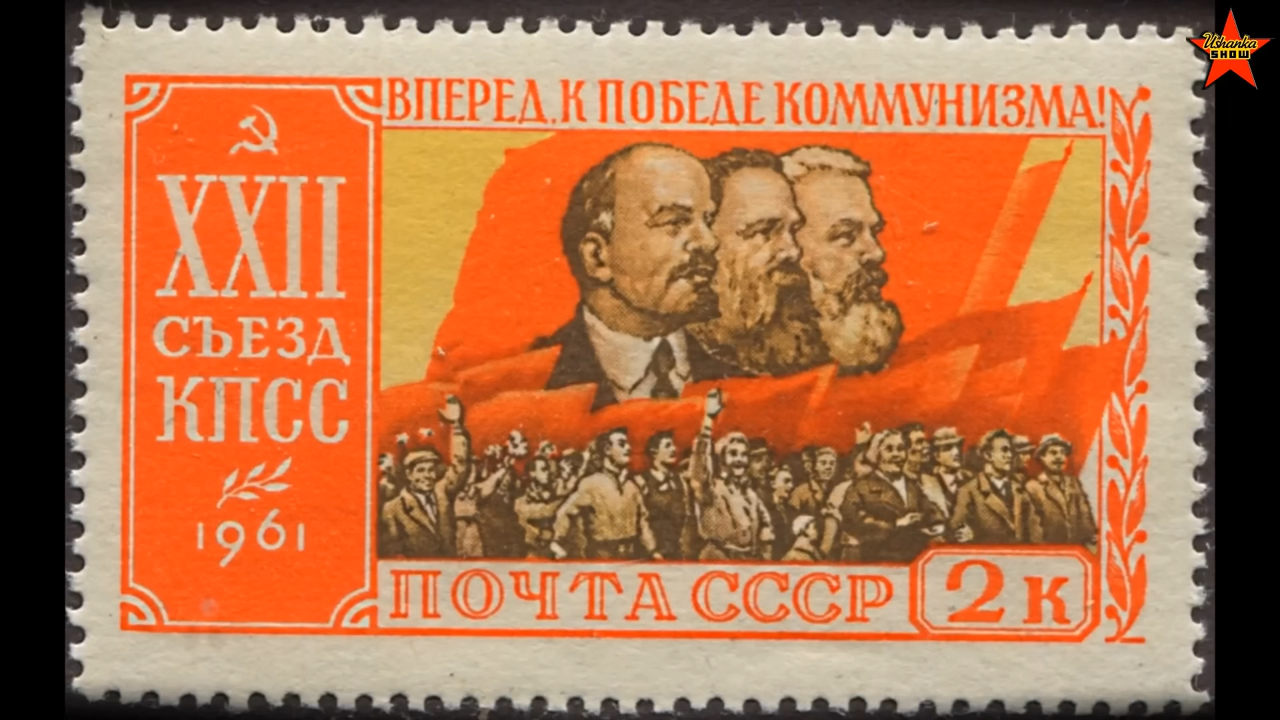 ВПЕРЕД, К ПОБЕДЕ КОММУНИЗМА!
XXII
СЪЕЗД
КПСС
1961
ПОЧТА СССР
2 К
Ushanka
SHOW